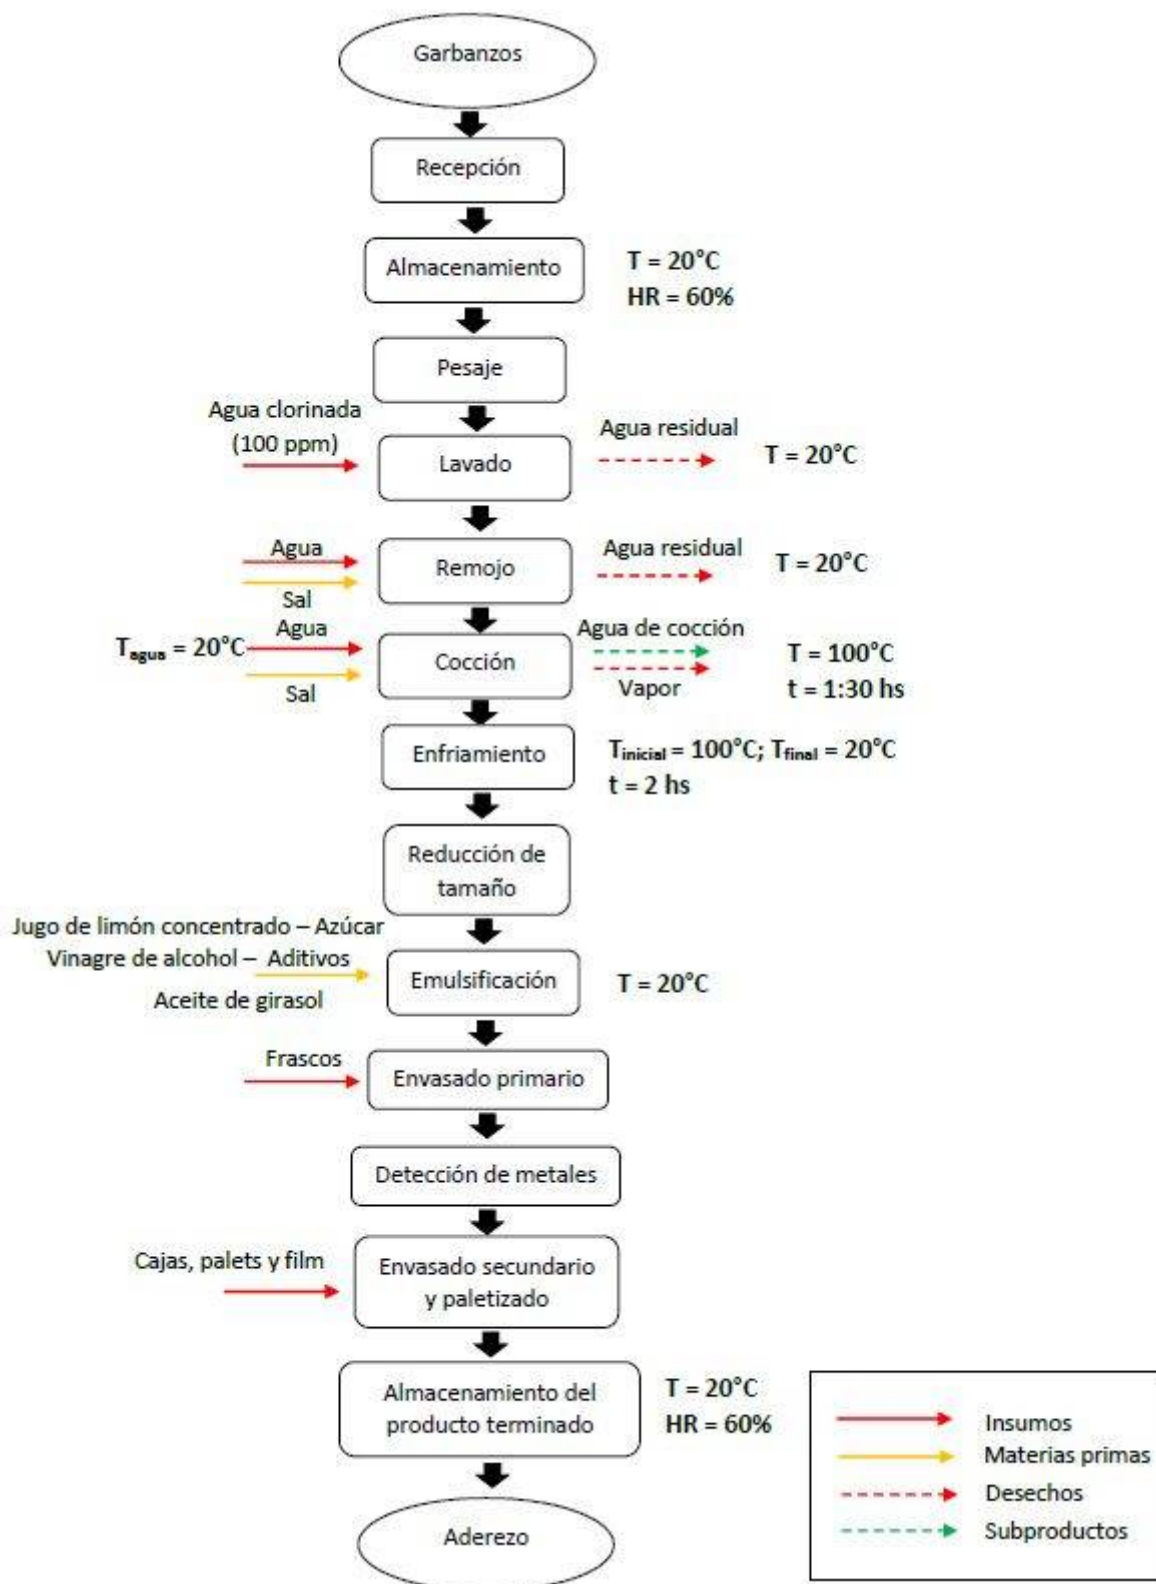 Garbanzos
Recepción
Almacenamiento
T = 20°C
HR = 60%
Pesaje
Agua clorinada
(100 ppm)
Lavado
Agua residual
T = 20°C
Agua
Sal
Remojo
Agua residual
T = 20°C
Tagua = 20°C
Agua
Sal
Cocción
Agua de cocción
Vapor
T = 100°C
t = 1:30 hs
Enfriamiento
Tinicial = 100°C; Tfinal = 20°C
t = 2 hs
Reducción de
tamaño
Jugo de limón concentrado – Azúcar
Vinagre de alcohol – Aditivos
Aceite de girasol
Emulsificación
T = 20°C
Frascos
Envasado primario
Detección de metales
Cajas, palets y film
Envasado secundario
y paletizado
Almacenamiento del
producto terminado
T = 20°C
HR = 60%
Aderezo
Insumos
Materias primas
Desechos
Subproductos